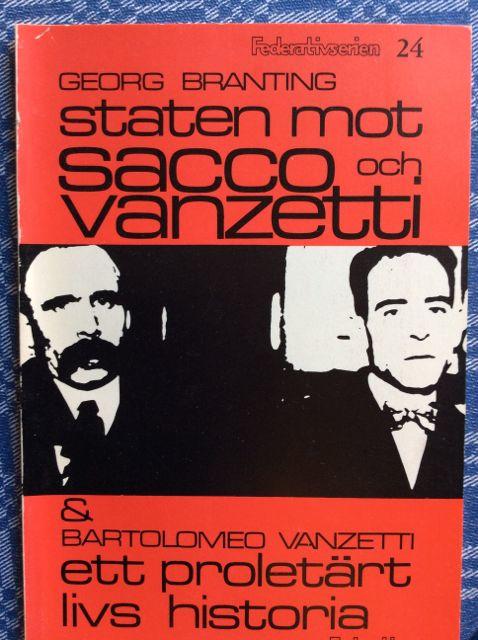 Federativserien 24
GEORG BRANTING
staten mot
sacco och
vanzetti
&
BARTOLOMEO VANZETTI
ett proletärt
livs historia